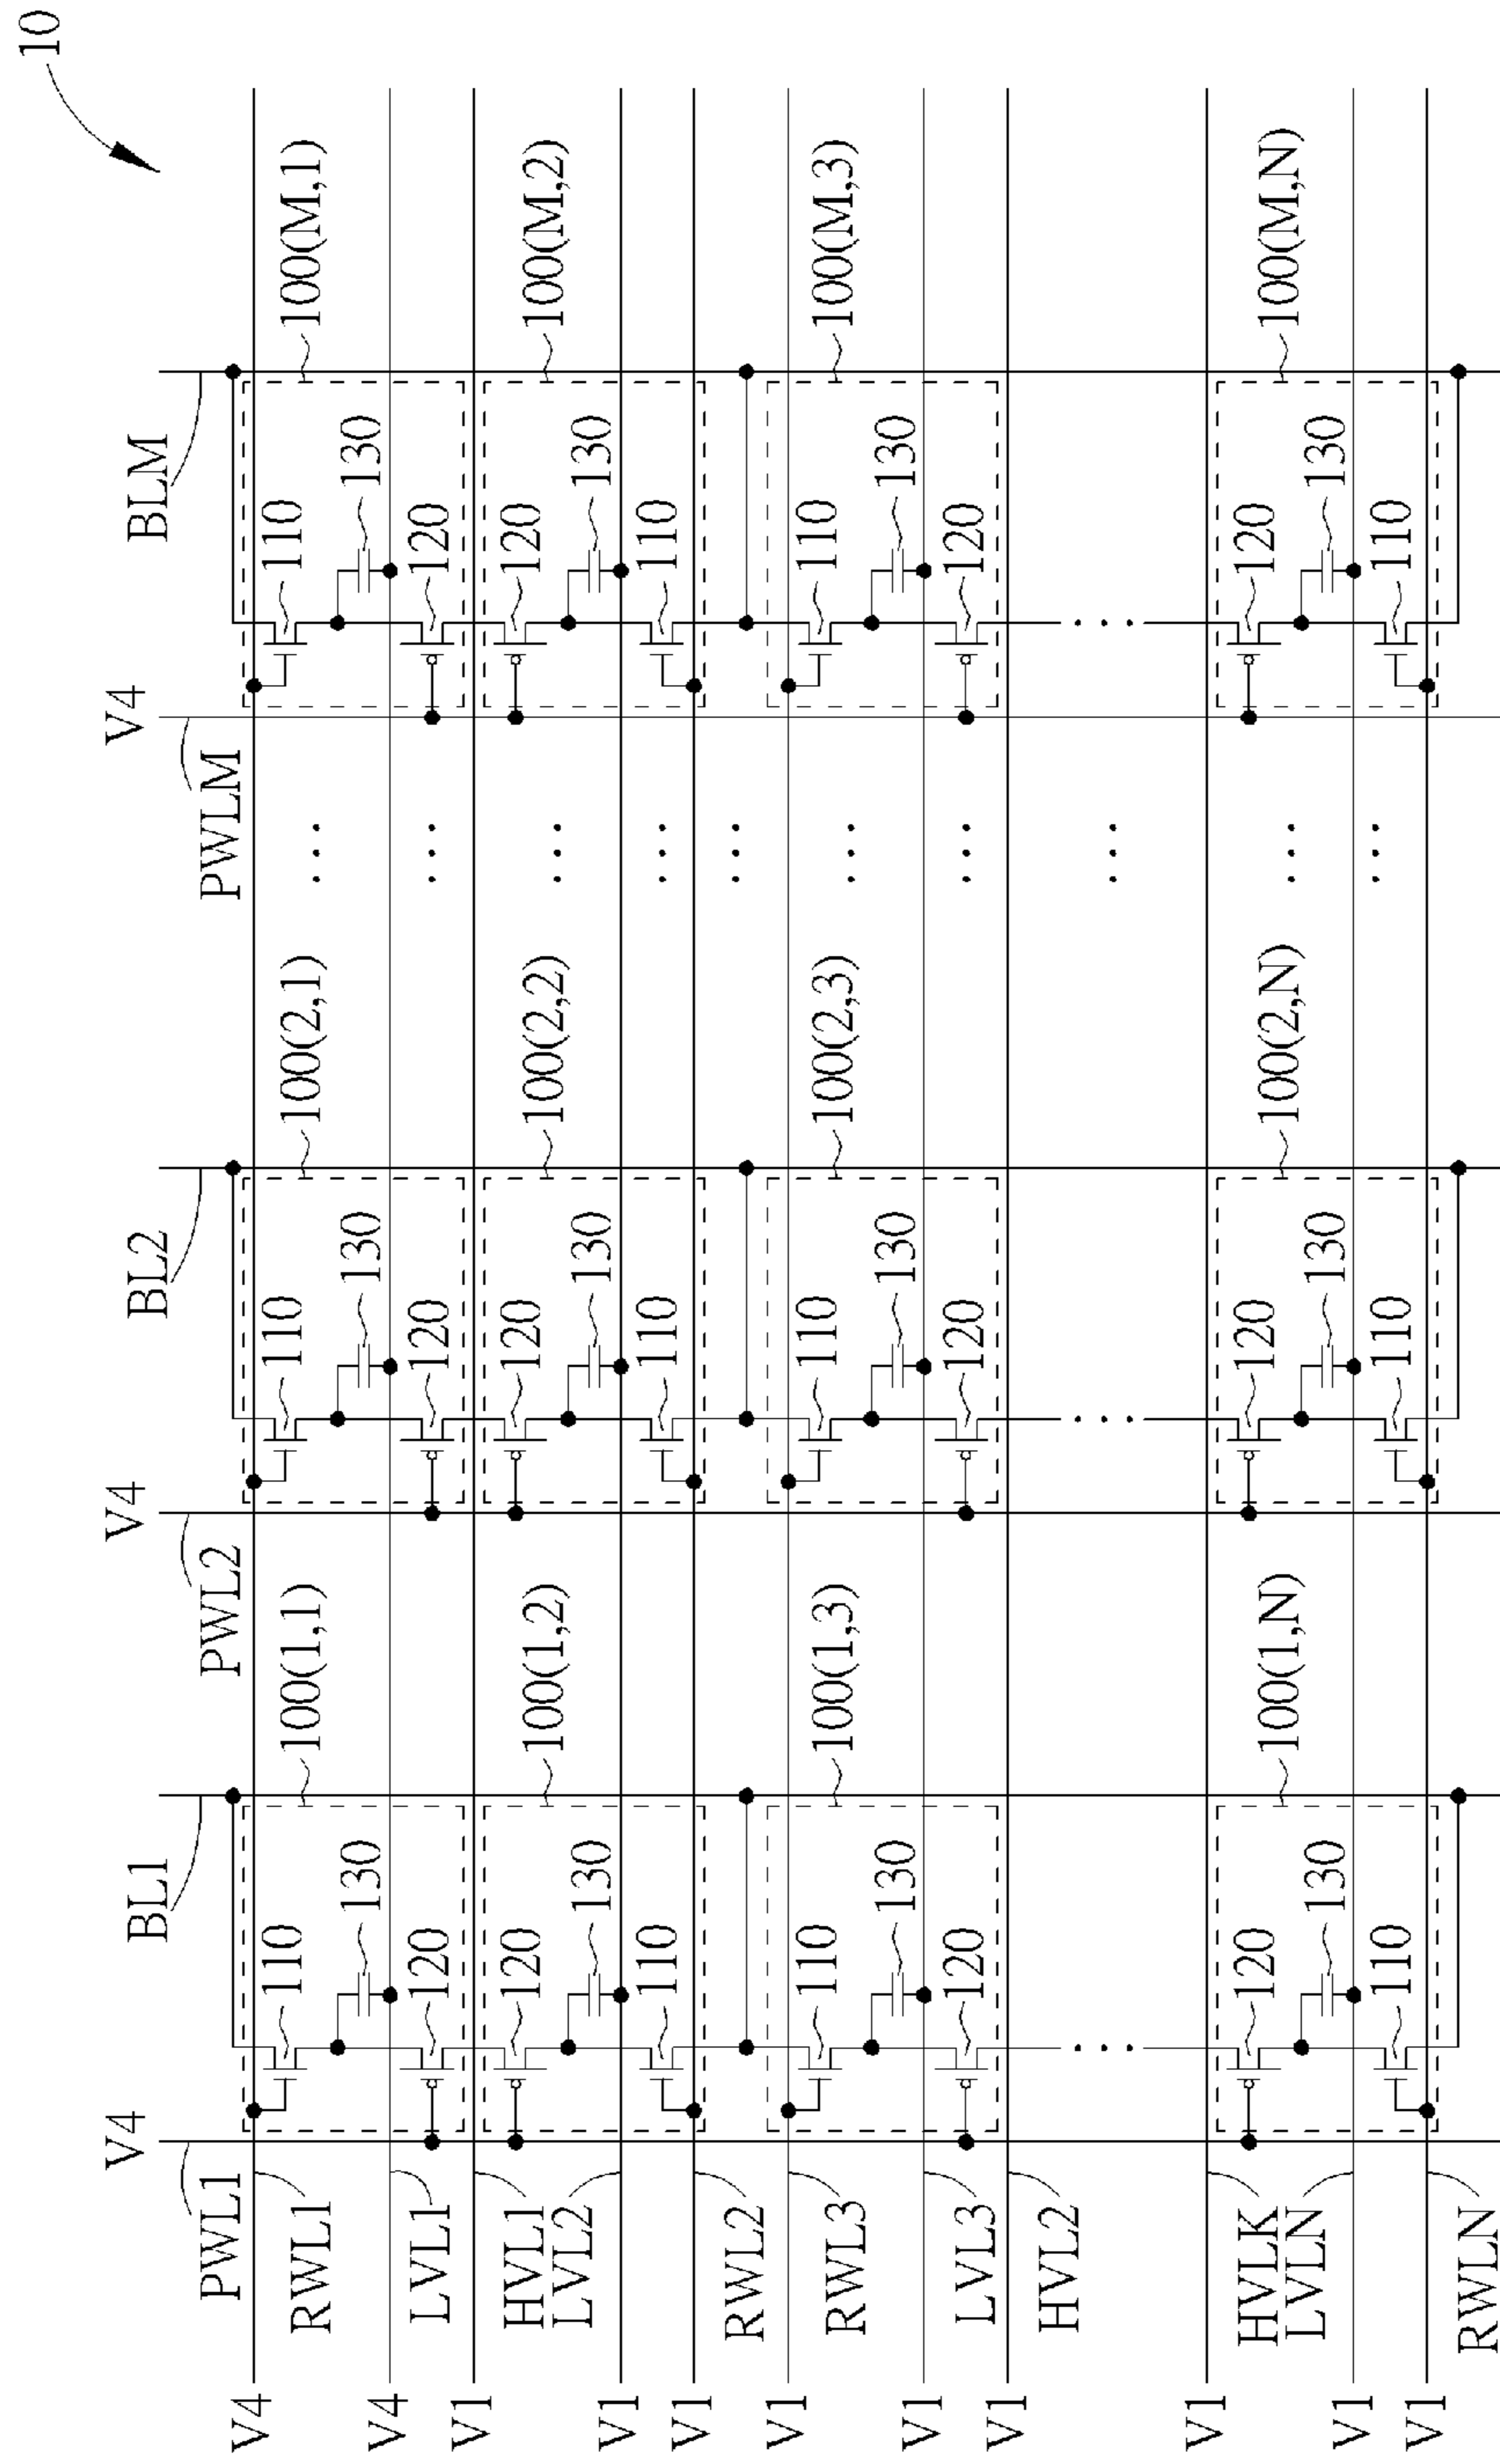 10
BL1
BL2
BLM
V4
V4
V4
PWL1
PWL2
PWLM
V4
RWL1
110
100(1,1)
110
100(2,1)
110
100(M,1)
130
130
130
V4
LVL1
120
120
120
V1
HVL1
120
100(1,2)
120
100(2,2)
120
100(M,2)
LVL2
130
130
130
V1
110
110
110
V1
RWL2
V1
RWL3
110
100(1,3)
110
100(2,3)
110
100(M,3)
130
130
130
V1
LVL3
120
120
120
V1
HVL2
V1
HVLK
120
100(1,N)
120
100(2,N)
120
100(M,N)
LVLN
130
130
130
V1
110
110
110
V1
RWLN